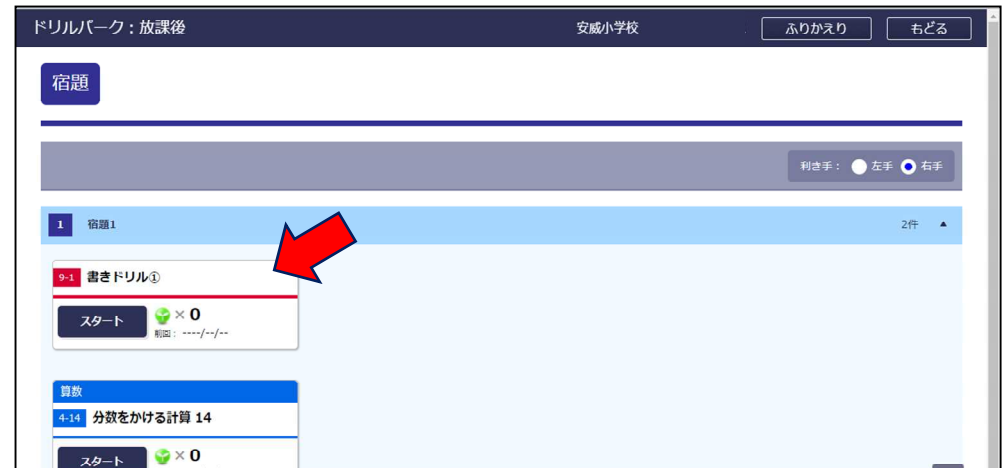 ドリルパーク：放課後 安威小学校 ふりかえり もどる
宿題
利き手： 左手 右手
1 宿題1 2件
9-1 書きドリル①
スタート × 0
前回： ----/--/--
算数
4-14 分数をかける計算 14
スタート × 0